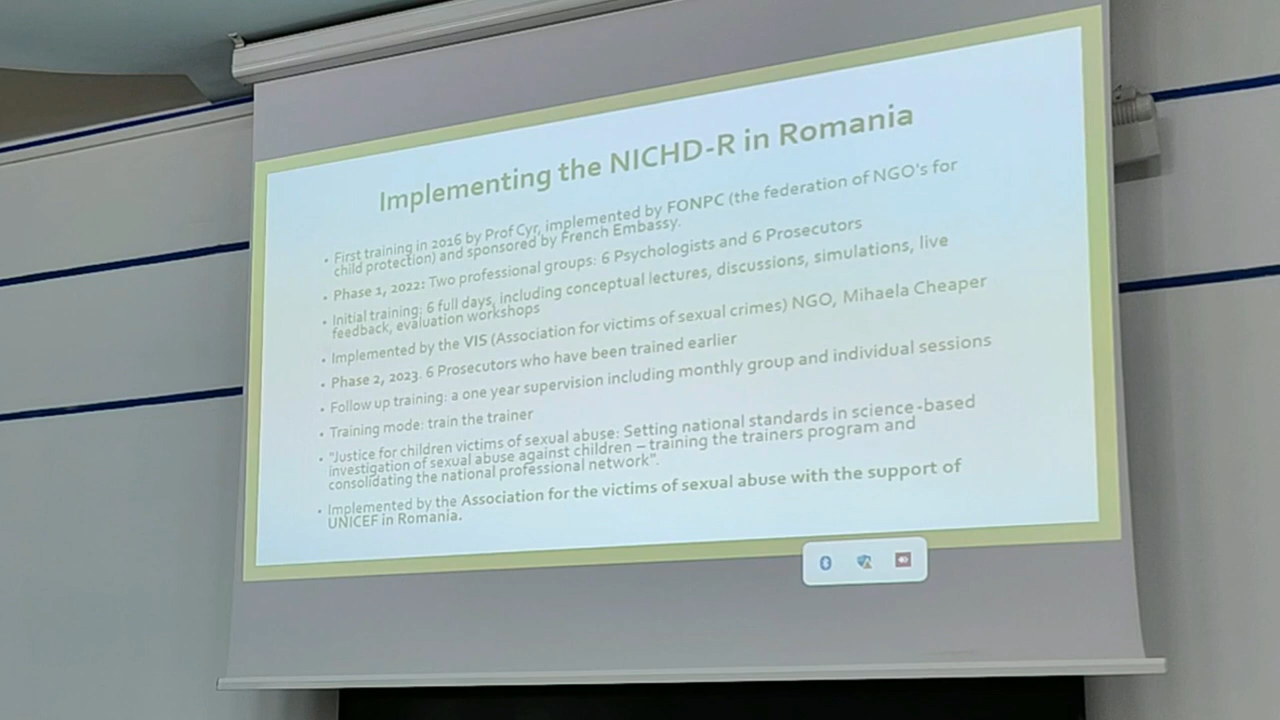 Implementing the NICHD-R in Romania
• First training in 2016 by Prof Cyr, implemented by FONPC (the federation of NGO's for
child protection) and sponsored by French Embassy.
• Phase 1, 2022: Two professional groups: 6 Psychologists and 6 Prosecutors
• Initial training: 6 full days, including conceptual lectures, discussions, simulations, live
feedback, evaluation workshops
• Implemented by the VIS (Association for victims of sexual crimes) NGO, Mihaela Cheaper
• Phase 2, 2023. 6 Prosecutors who have been trained earlier
• Follow up training: a one year supervision including monthly group and individual sessions
• Training mode: train the trainer
• "Justice for children victims of sexual abuse: Setting national standards in science-based
investigation of sexual abuse against children – training the trainers program and
consolidating the national professional network".
• Implemented by the Association for the victims of sexual abuse with the support of
UNICEF in Romania.